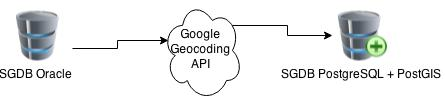 SGDB Oracle
Google
Geocoding
API
SGDB PostgreSQL + PostGIS